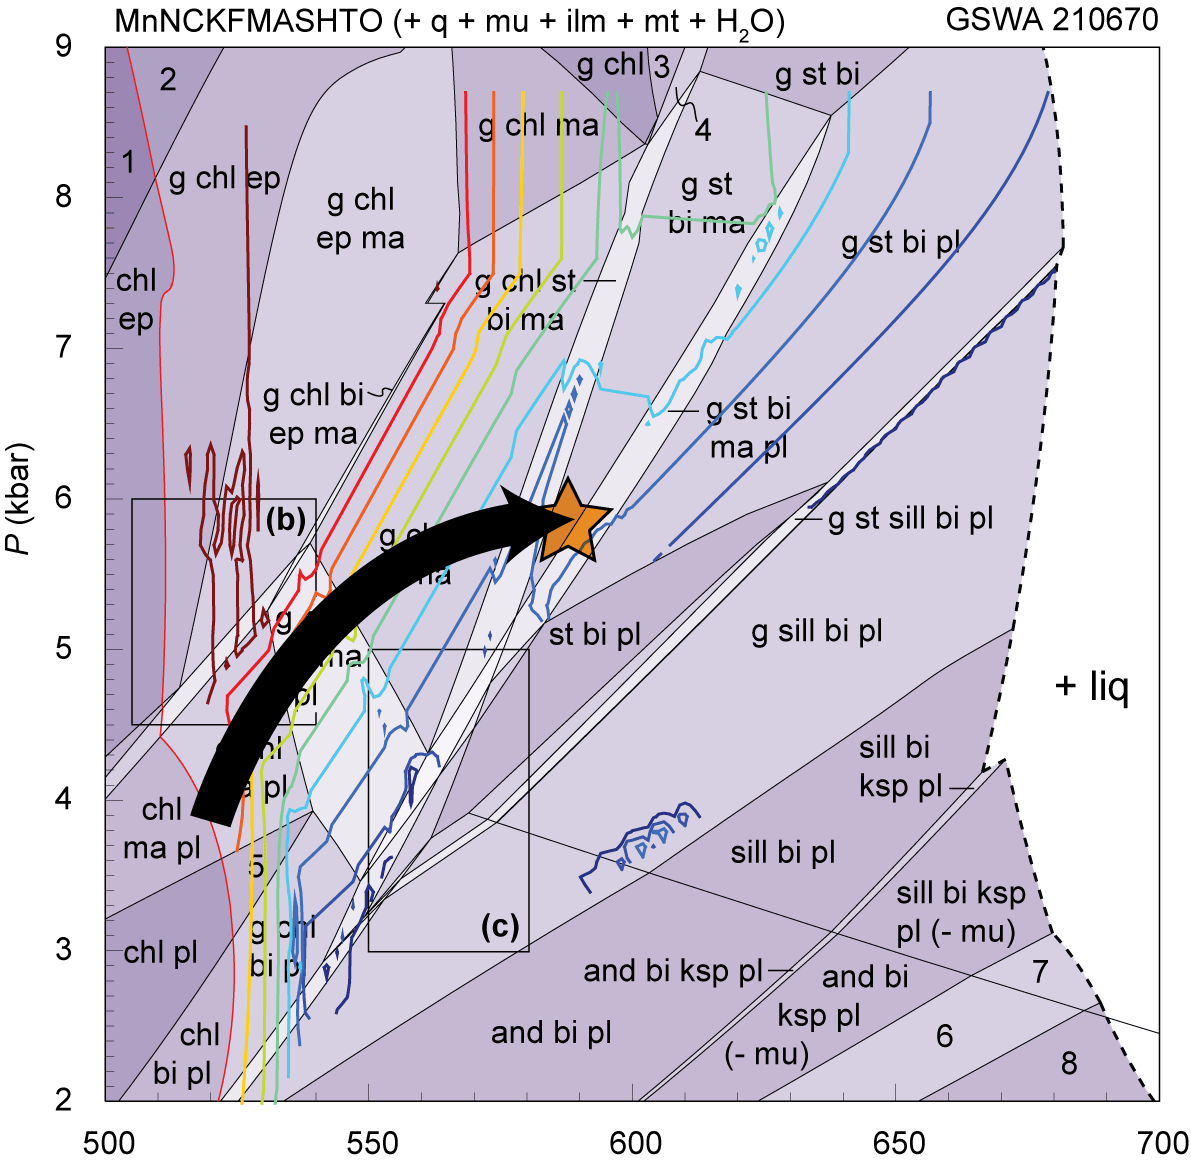 MnNCKFMASHTO (+ q + mu + ilm + mt + H2O)
GSWA 210670
9
8
7
6
5
4
3
2
P (kbar)
500
550
600
650
700
2
1
g chl ep
g chl
ep ma
g chl ma
g chl
3
4
g st bi
g st
bi ma
g st bi pl
chl
ep
g chl st
bi ma
g chl bi
ep ma
g st bi
ma pl
(b)
g st sill bi pl
st bi pl
g sill bi pl
+ liq
sill bi
ksp pl
chl
ma pl
5
sill bi pl
chl pl
g chl
bi p
(c)
sill bi ksp
pl (- mu)
and bi ksp pl
and bi
ksp pl
(- mu)
7
6
8
chl
bi pl
and bi pl